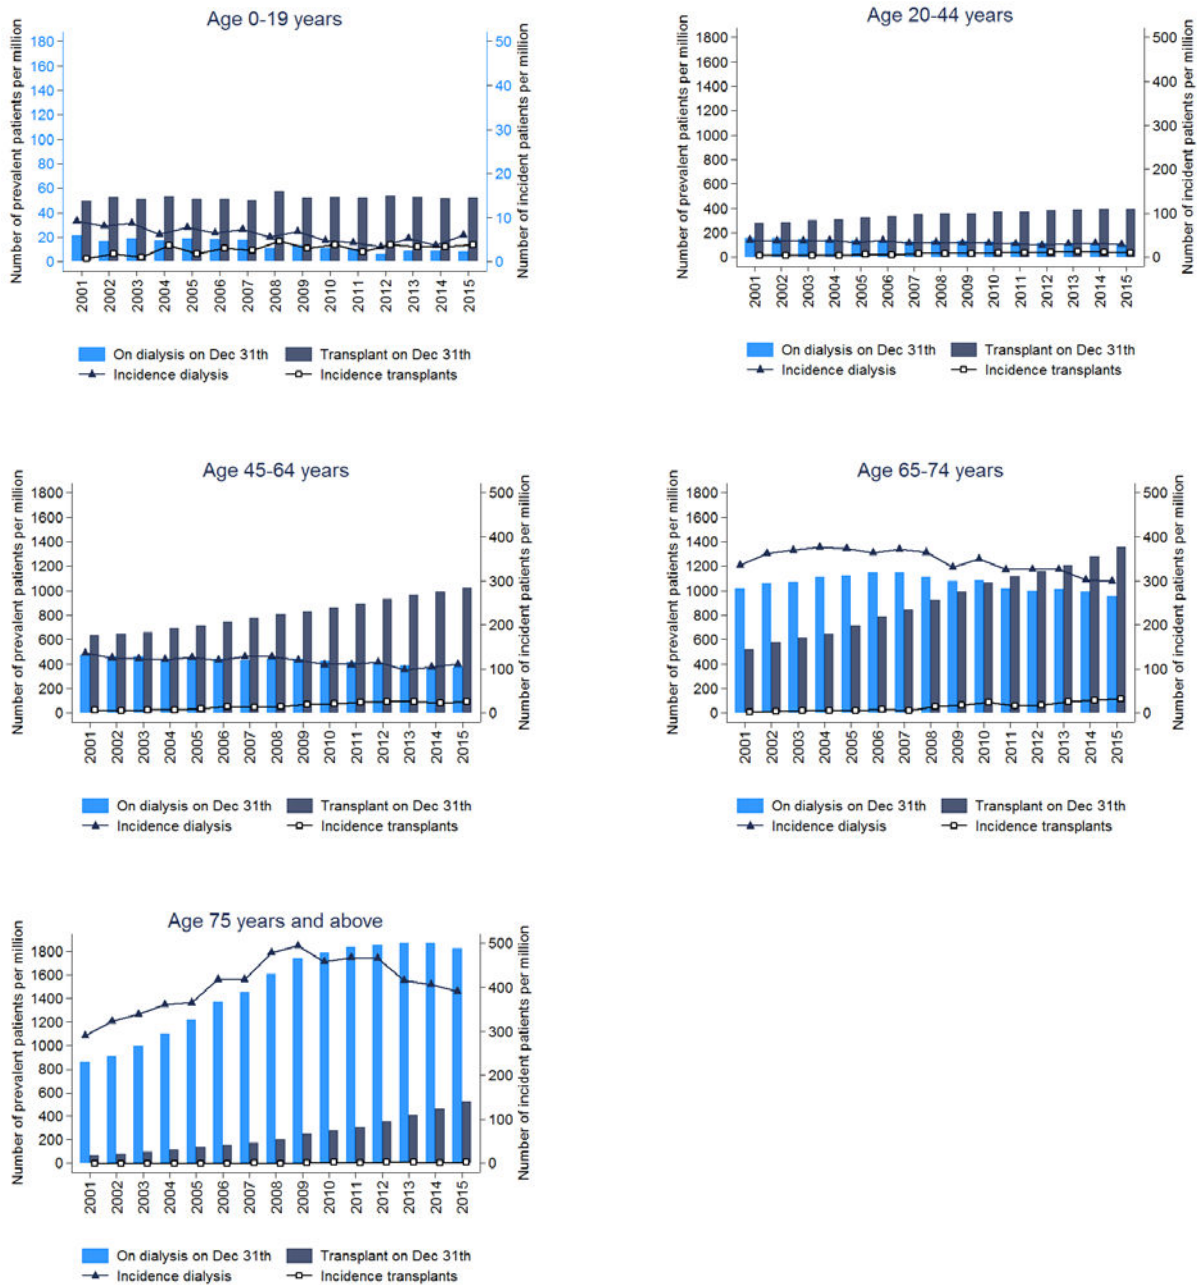 Age 0-19 years
Number of prevalent patients per million
180
160
140
120
100
80
60
40
20
0
50
40
30
20
10
0
Number of incident patients per million
2001 2002 2003 2004 2005 2006 2007 2008 2009 2010 2011 2012 2013 2014 2015
On dialysis on Dec 31th Transplant on Dec 31th
Incidence dialysis Incidence transplants
Age 20-44 years
Number of prevalent patients per million
1800
1600
1400
1200
1000
800
600
400
200
0
500
400
300
200
100
0
Number of incident patients per million
2001 2002 2003 2004 2005 2006 2007 2008 2009 2010 2011 2012 2013 2014 2015
On dialysis on Dec 31th Transplant on Dec 31th
Incidence dialysis Incidence transplants
Age 45-64 years
Number of prevalent patients per million
1800
1600
1400
1200
1000
800
600
400
200
0
500
400
300
200
100
0
Number of incident patients per million
2001 2002 2003 2004 2005 2006 2007 2008 2009 2010 2011 2012 2013 2014 2015
On dialysis on Dec 31th Transplant on Dec 31th
Incidence dialysis Incidence transplants
Age 65-74 years
Number of prevalent patients per million
1800
1600
1400
1200
1000
800
600
400
200
0
500
400
300
200
100
0
Number of incident patients per million
2001 2002 2003 2004 2005 2006 2007 2008 2009 2010 2011 2012 2013 2014 2015
On dialysis on Dec 31th Transplant on Dec 31th
Incidence dialysis Incidence transplants
Age 75 years and above
Number of prevalent patients per million
1800
1600
1400
1200
1000
800
600
400
200
0
500
400
300
200
100
0
Number of incident patients per million
2001 2002 2003 2004 2005 2006 2007 2008 2009 2010 2011 2012 2013 2014 2015
On dialysis on Dec 31th Transplant on Dec 31th
Incidence dialysis Incidence transplants